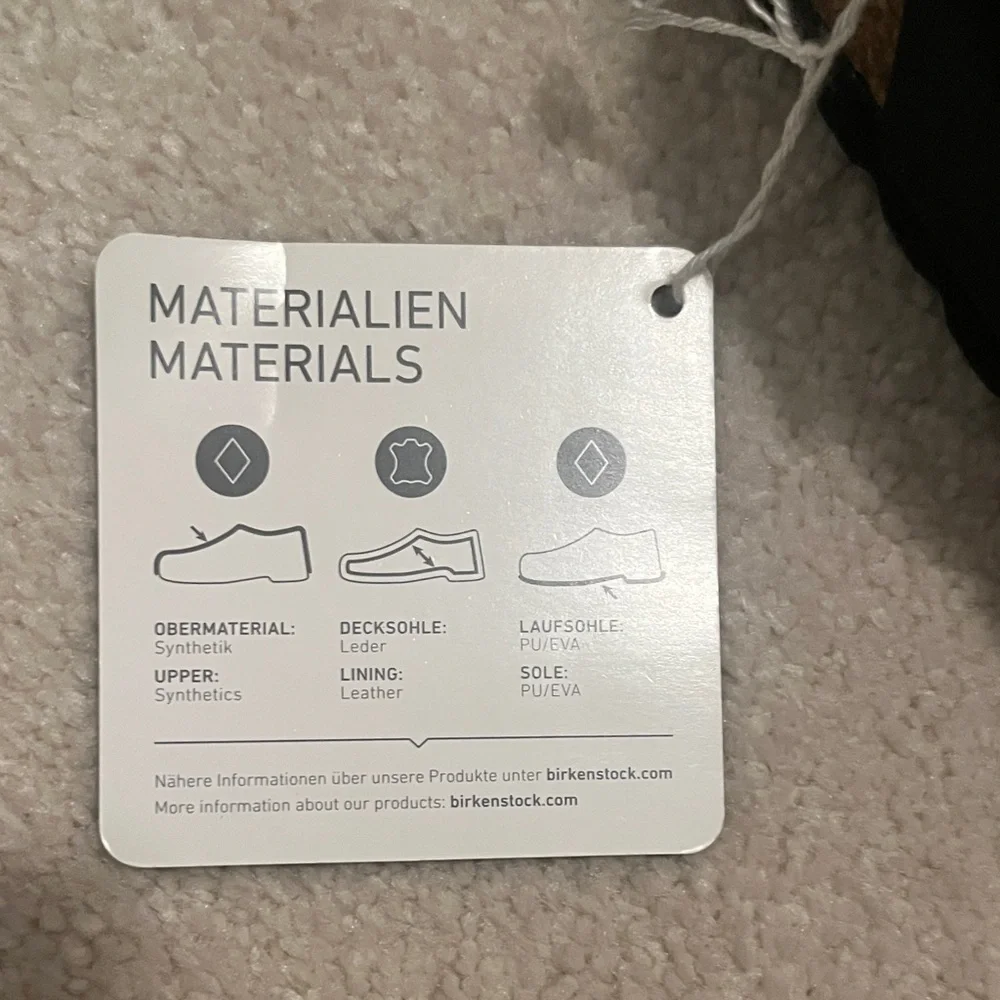 MATERIALIEN
MATERIALS
OBERMATERIAL:
Synthetik
UPPER:
Synthetics
DECKSOHLE:
Leder
LINING:
Leather
LAUFSOHLE:
PU/EVA
SOLE:
PU/EVA
Nähere Informationen über unsere Produkte unter birkenstock.com
More information about our products: birkenstock.com